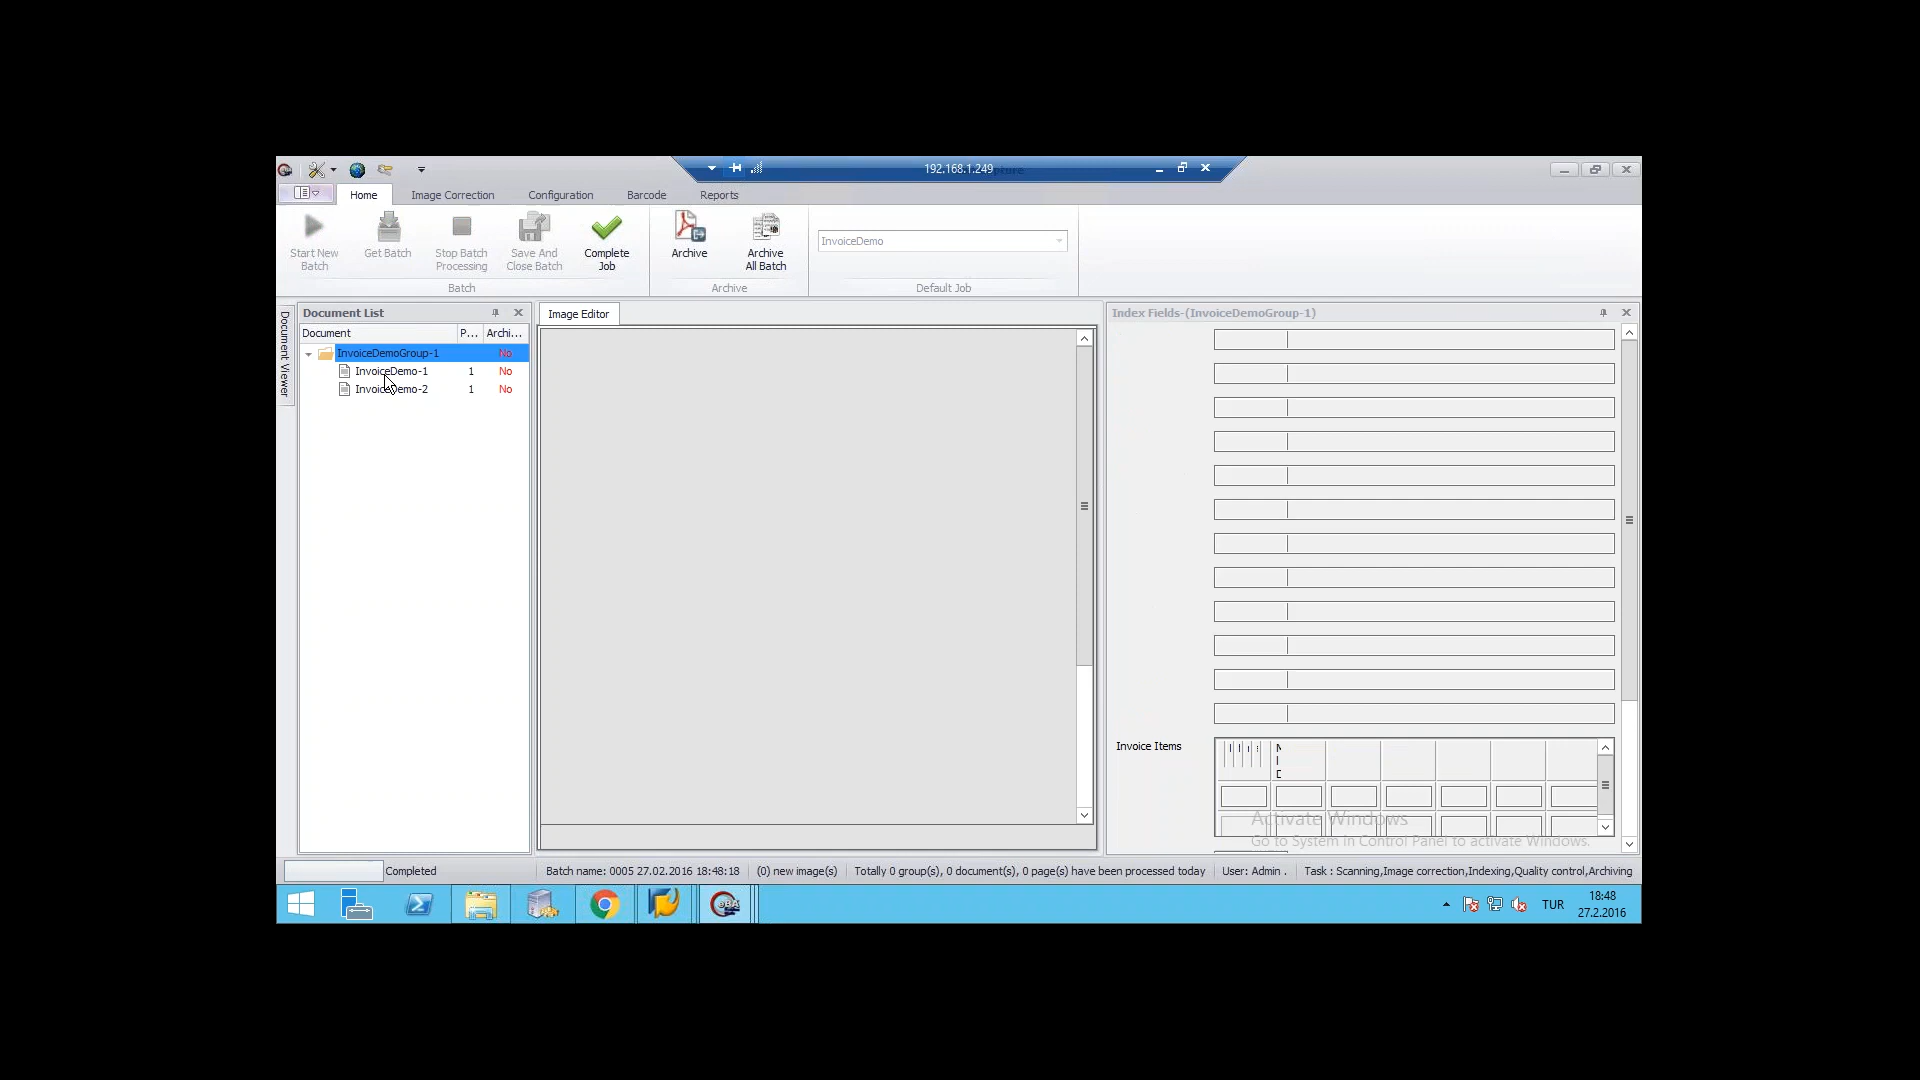 192.168.1.249
Home Image Correction Configuration Barcode Reports
Start New Batch
Get Batch
Stop Batch Processing
Save And Close Batch
Complete Job
Archive
Archive All Batch
InvoiceDemo
Batch Archive Default Job
Document Viewer
Document List
Document P... Archi...
InvoiceDemoGroup-1 No
InvoiceDemo-1 1 No
InvoiceDemo-2 1 No
Image Editor
Index Fields-(InvoiceDemoGroup-1)
Invoice Items
Activate Windows
Go to System in Control Panel to activate Windows.
Completed Batch name: 0005 27.02.2016 18:48:18 (0) new image(s) Totally 0 group(s), 0 document(s), 0 page(s) have been processed today User: Admin . Task : Scanning,Image correction,Indexing,Quality control,Archiving
TUR
18:48
27.2.2016